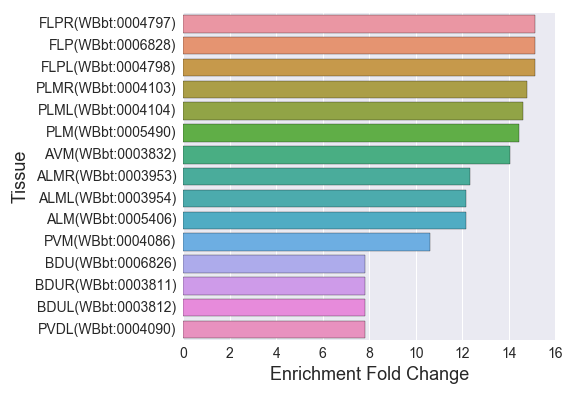 FLPR(WBbt:0004797)
FLP(WBbt:0006828)
FLPL(WBbt:0004798)
PLMR(WBbt:0004103)
PLML(WBbt:0004104)
PLM(WBbt:0005490)
AVM(WBbt:0003832)
ALMR(WBbt:0003953)
ALML(WBbt:0003954)
ALM(WBbt:0005406)
PVM(WBbt:0004086)
BDU(WBbt:0006826)
BDUR(WBbt:0003811)
BDUL(WBbt:0003812)
PVDL(WBbt:0004090)
Tissue
0 2 4 6 8 10 12 14 16
Enrichment Fold Change